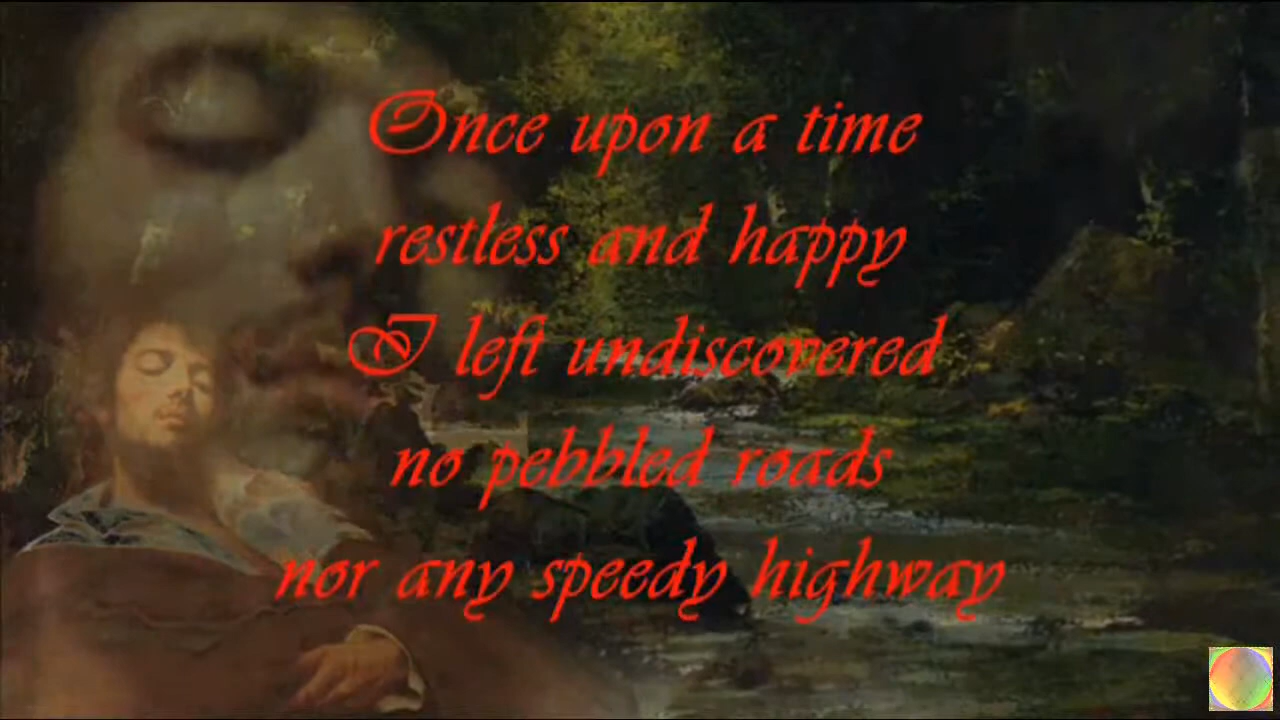 Once upon a time
restless and happy
I left undiscovered
no pebbled roads
nor any speedy highway